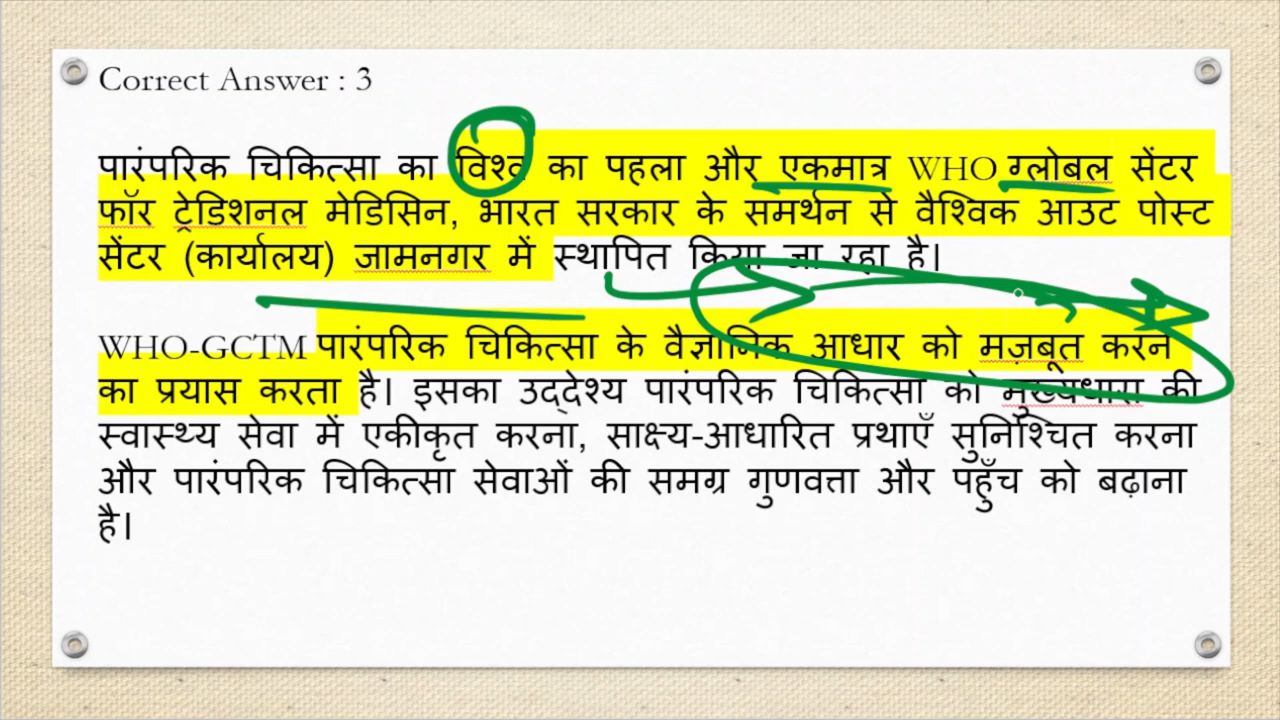 Correct Answer : 3
पारंपरिक चिकित्सा का विश्व का पहला और एकमात्र WHO ग्लोबल सेंटर
फॉर ट्रेडिशनल मेडिसिन, भारत सरकार के समर्थन से वैश्विक आउट पोस्ट
सेंटर (कार्यालय) जामनगर में स्थापित किया जा रहा है।
WHO-GCTM पारंपरिक चिकित्सा के वैज्ञानिक आधार को मज़बूत करने
का प्रयास करता है। इसका उद्देश्य पारंपरिक चिकित्सा को मुख्यधारा की
स्वास्थ्य सेवा में एकीकृत करना, साक्ष्य-आधारित प्रथाएँ सुनिश्चित करना
और पारंपरिक चिकित्सा सेवाओं की समग्र गुणवत्ता और पहुँच को बढ़ाना
है।